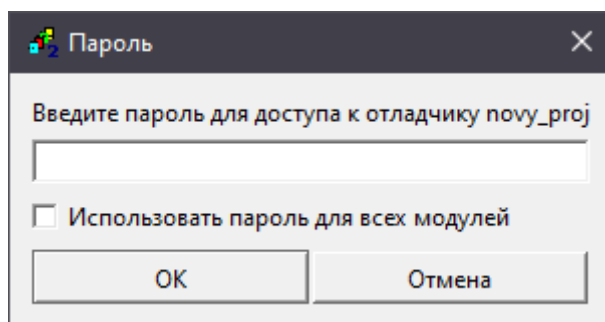 Пароль
Введите пароль для доступа к отладчику novy_proj
Использовать пароль для всех модулей
OK
Отмена